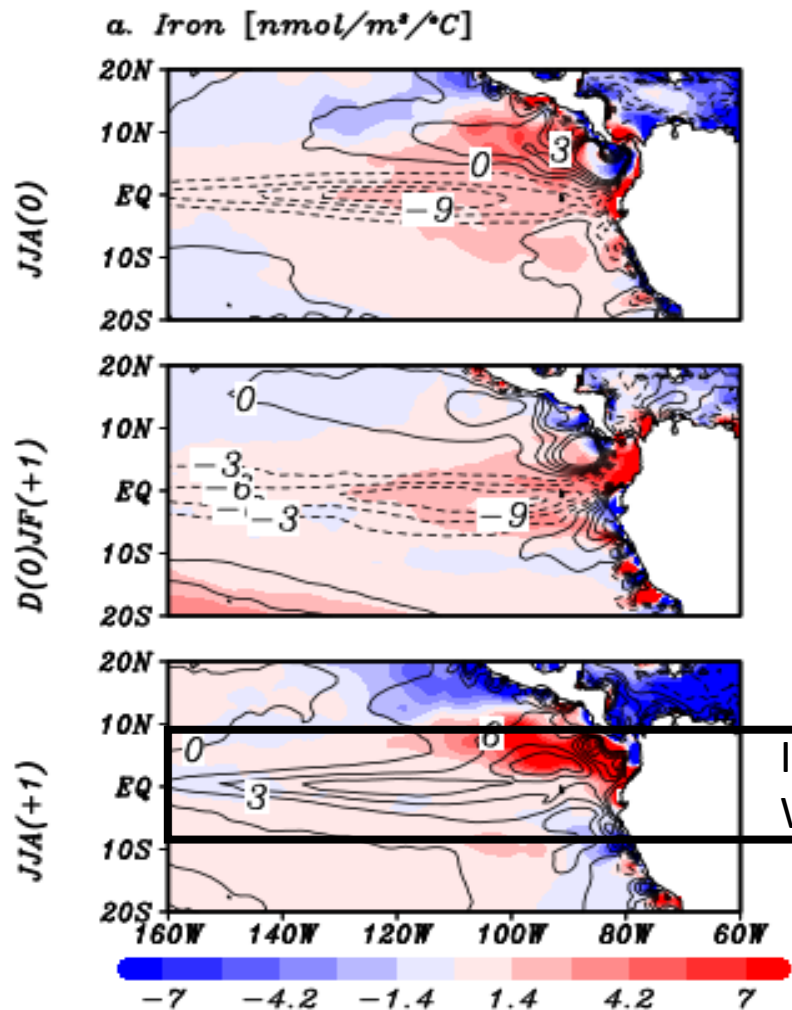 a. Iron [nmol/m³/°C]
20N
10N
EQ
10S
20S
JJA(0)
3
0
-9
20N
10N
EQ
10S
20S
D(0)JF(+1)
0
-3
-6
-3
-9
20N
10N
EQ
10S
20S
JJA(+1)
6
0
3
160W 140W 120W 100W 80W 60W
-7 -4.2 -1.4 1.4 4.2 7